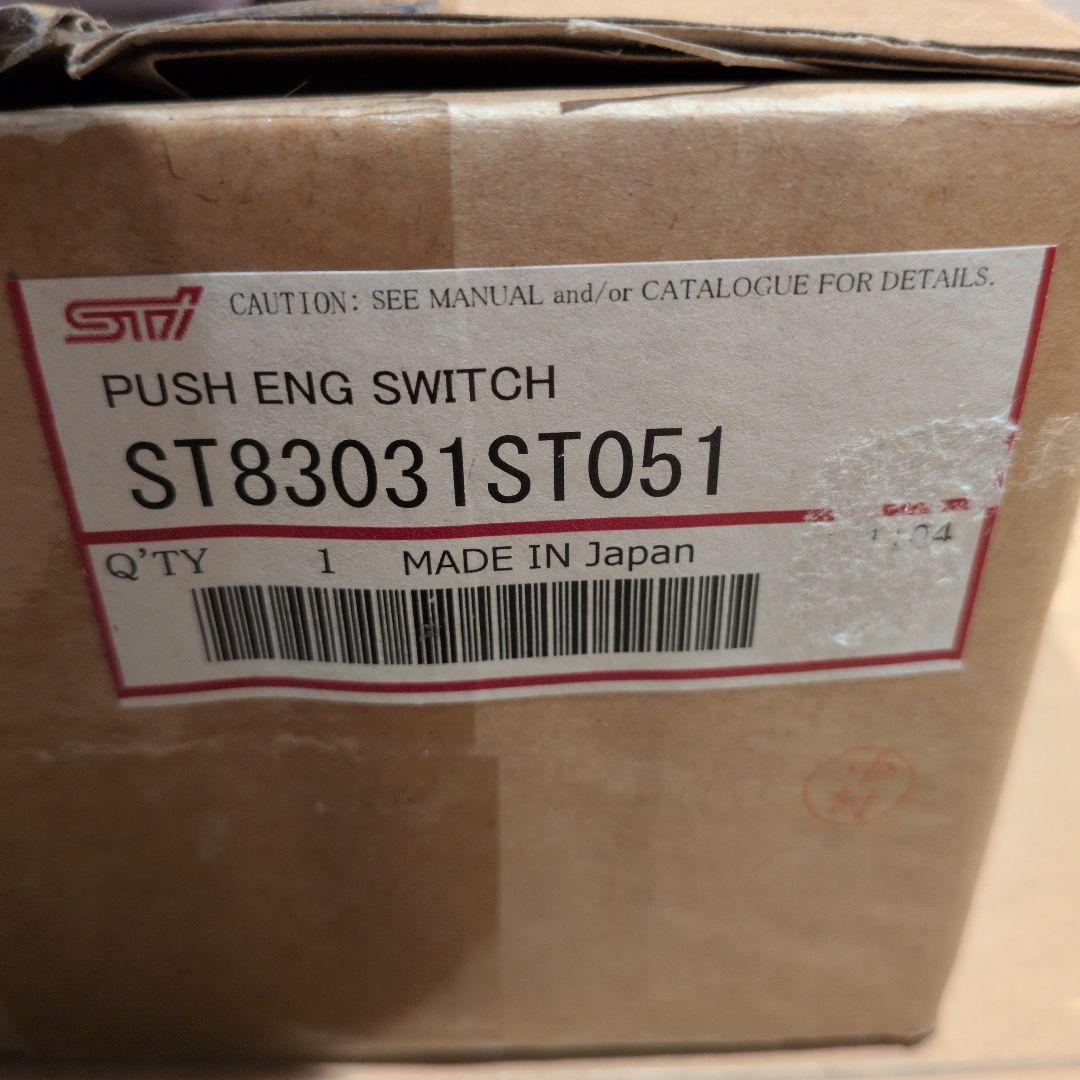 STI CAUTION: SEE MANUAL and/or CATALOGUE FOR DETAILS.
PUSH ENG SWITCH
ST83031ST051
Q'TY 1 MADE IN Japan